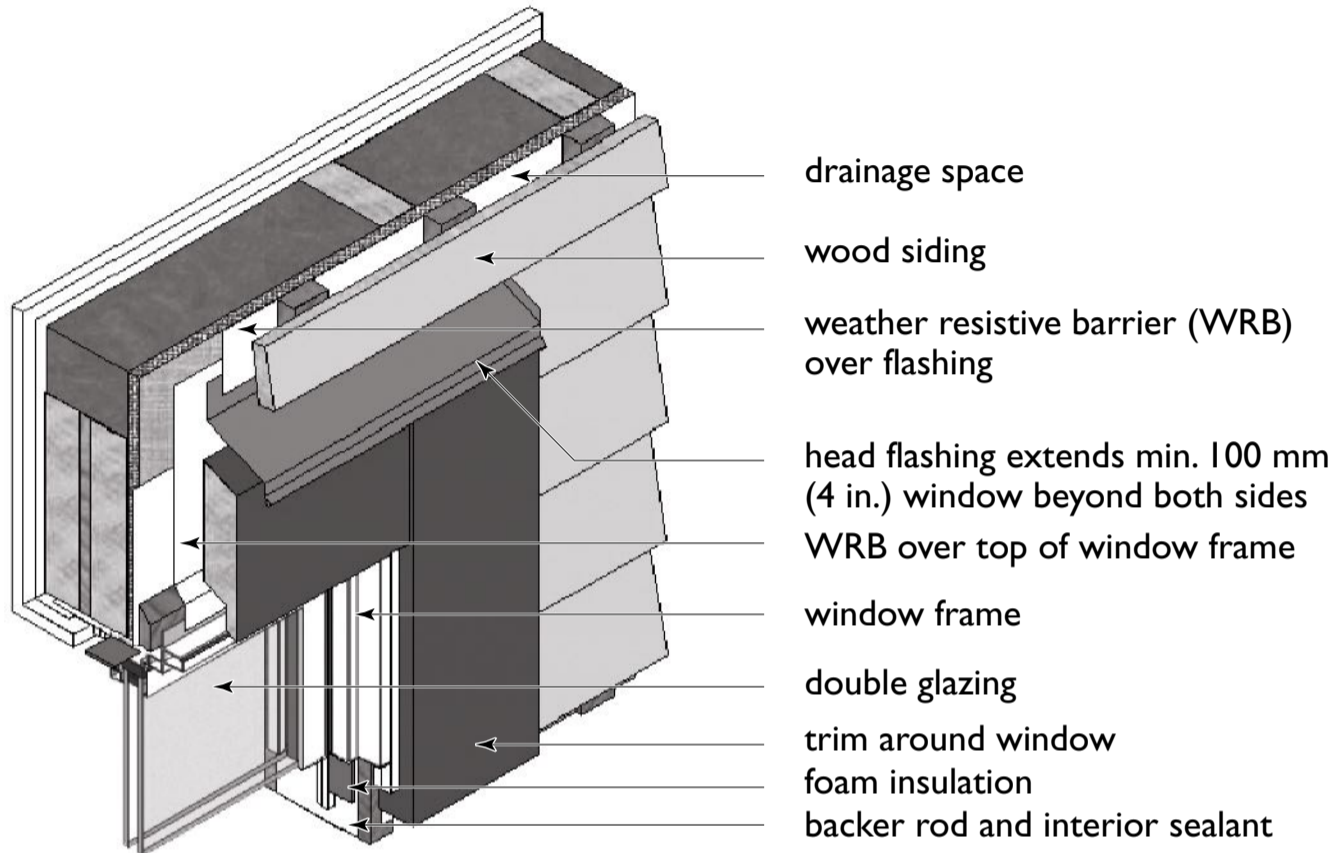 drainage space
wood siding
weather resistive barrier (WRB)
over flashing
head flashing extends min. 100 mm
(4 in.) window beyond both sides
WRB over top of window frame
window frame
double glazing
trim around window
foam insulation
backer rod and interior sealant